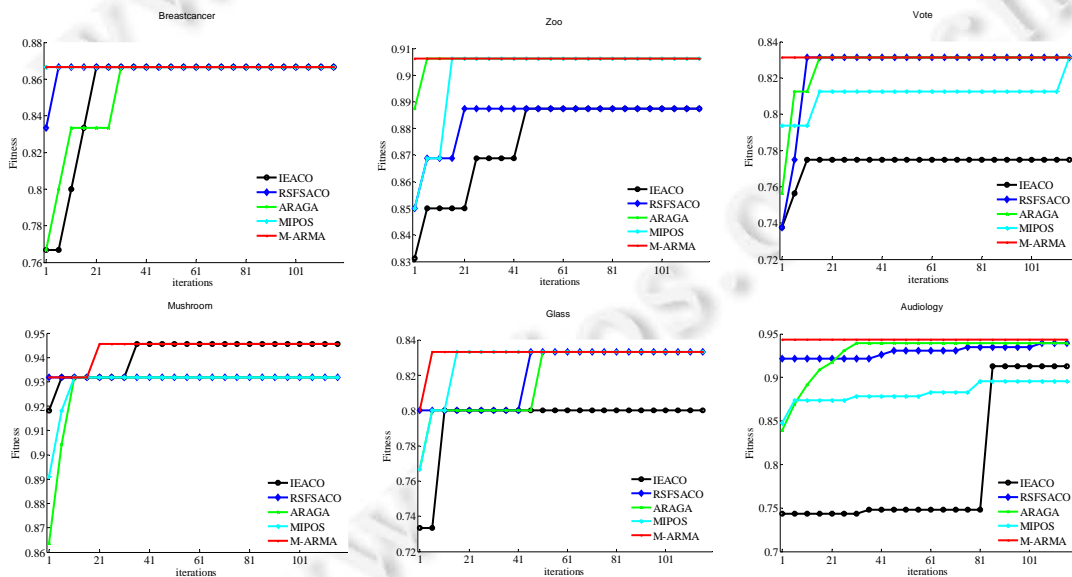 Breastcancer
0.88
0.86
0.84
0.82
0.8
0.78
0.76
Fitness
1
21
41
61
81
101
iterations
IEACO
RSFSACO
ARAGA
MIPOS
M-ARMA
Zoo
0.91
0.9
0.89
0.88
0.87
0.86
0.85
0.84
0.83
Fitness
1
21
41
61
81
101
iterations
IEACO
RSFSACO
ARAGA
MIPOS
M-ARMA
Vote
0.84
0.82
0.8
0.78
0.76
0.74
0.72
Fitness
1
21
41
61
81
101
iterations
IEACO
RSFSACO
ARAGA
MIPOS
M-ARMA
Mushroom
0.95
0.94
0.93
0.92
0.91
0.9
0.89
0.88
0.87
0.86
Fitness
1
21
41
61
81
101
iterations
IEACO
RSFSACO
ARAGA
MIPOS
M-ARMA
Glass
0.84
0.82
0.8
0.78
0.76
0.74
0.72
Fitness
1
21
41
61
81
101
iterations
IEACO
RSFSACO
ARAGA
MIPOS
M-ARMA
Audiology
0.95
0.9
0.85
0.8
0.75
0.7
Fitness
1
21
41
61
81
101
iterations
IEACO
RSFSACO
ARAGA
MIPOS
M-ARMA